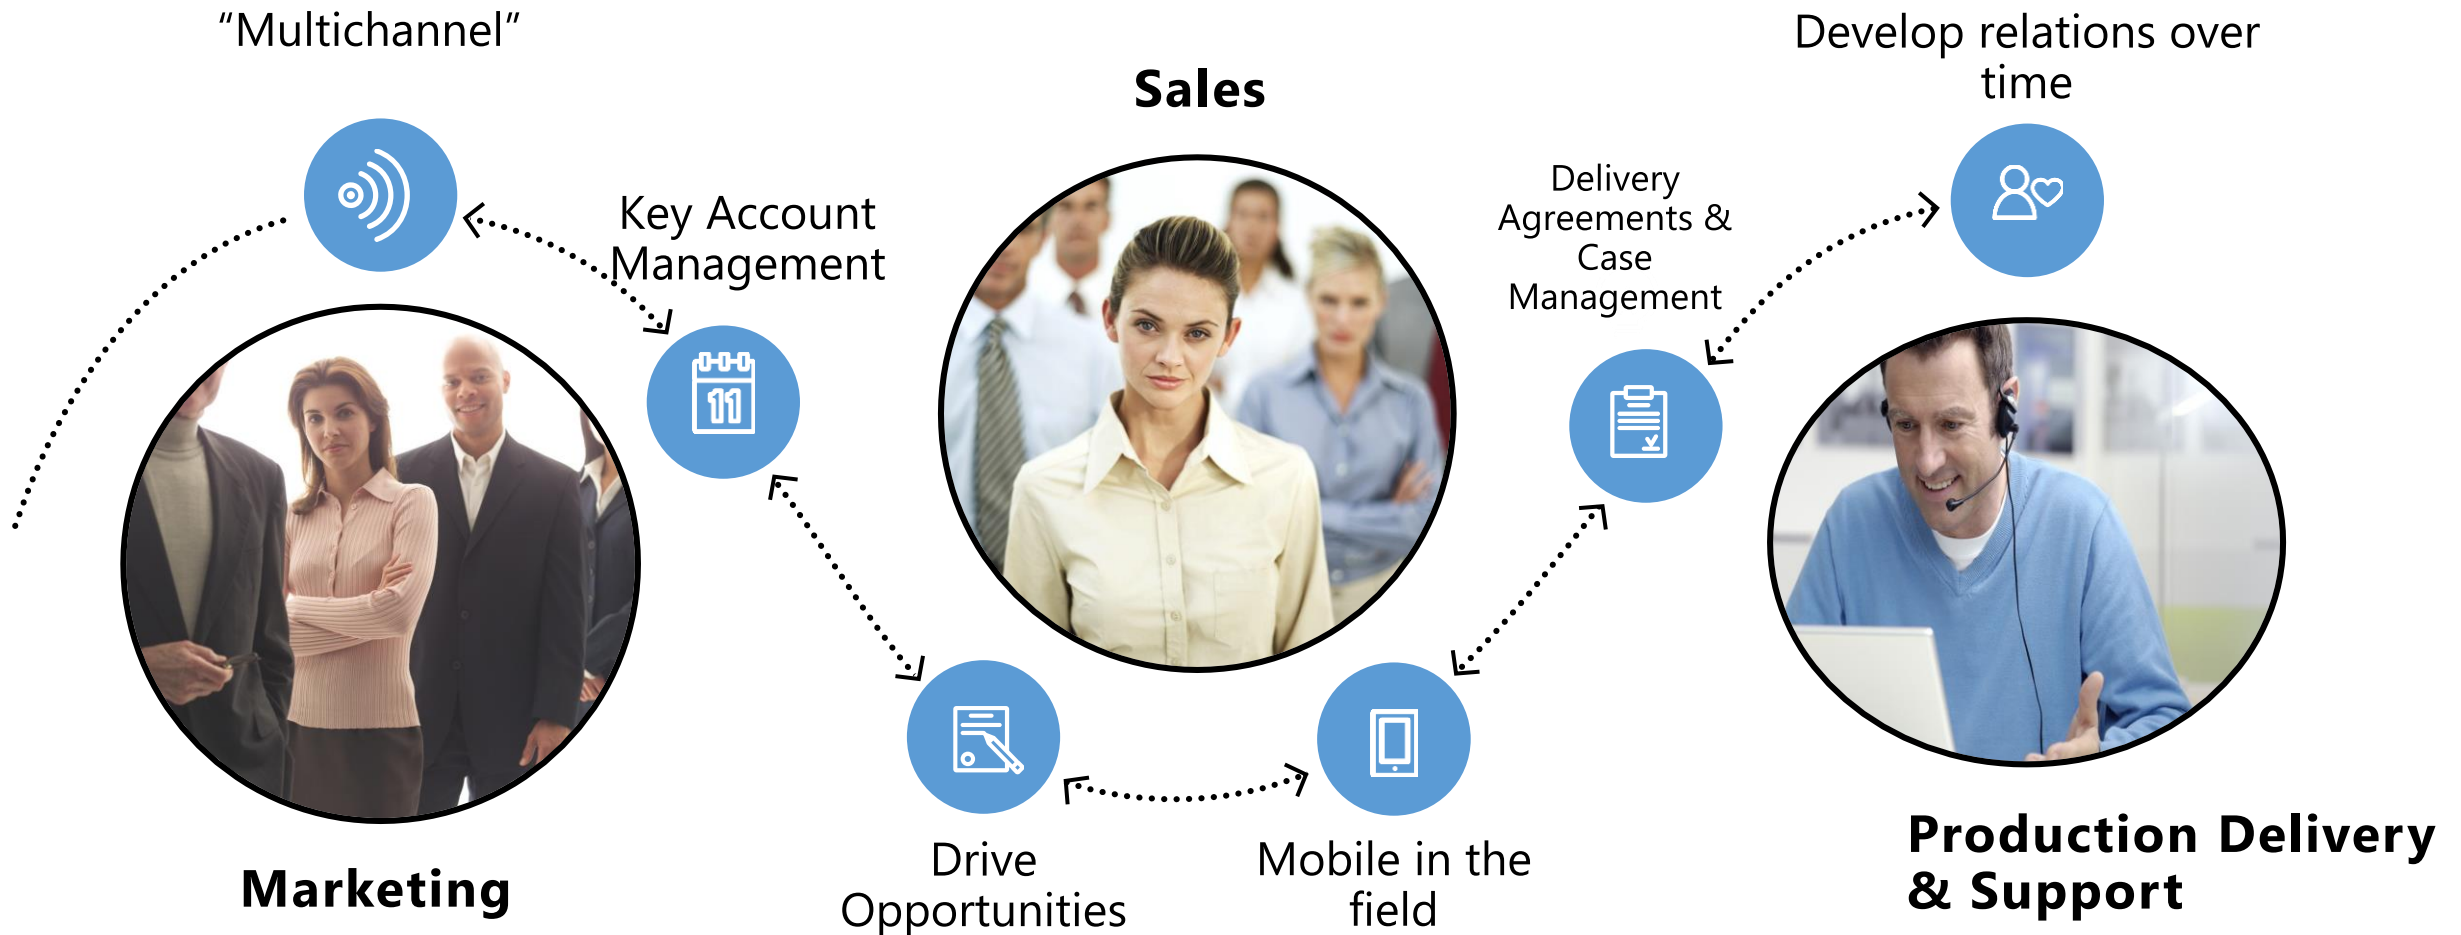 “Multichannel”
Key Account
Management
Sales
Delivery
Agreements &
Case
Management
Develop relations over
time
11
Marketing
Drive
Opportunities
Mobile in the
field
Production Delivery
& Support